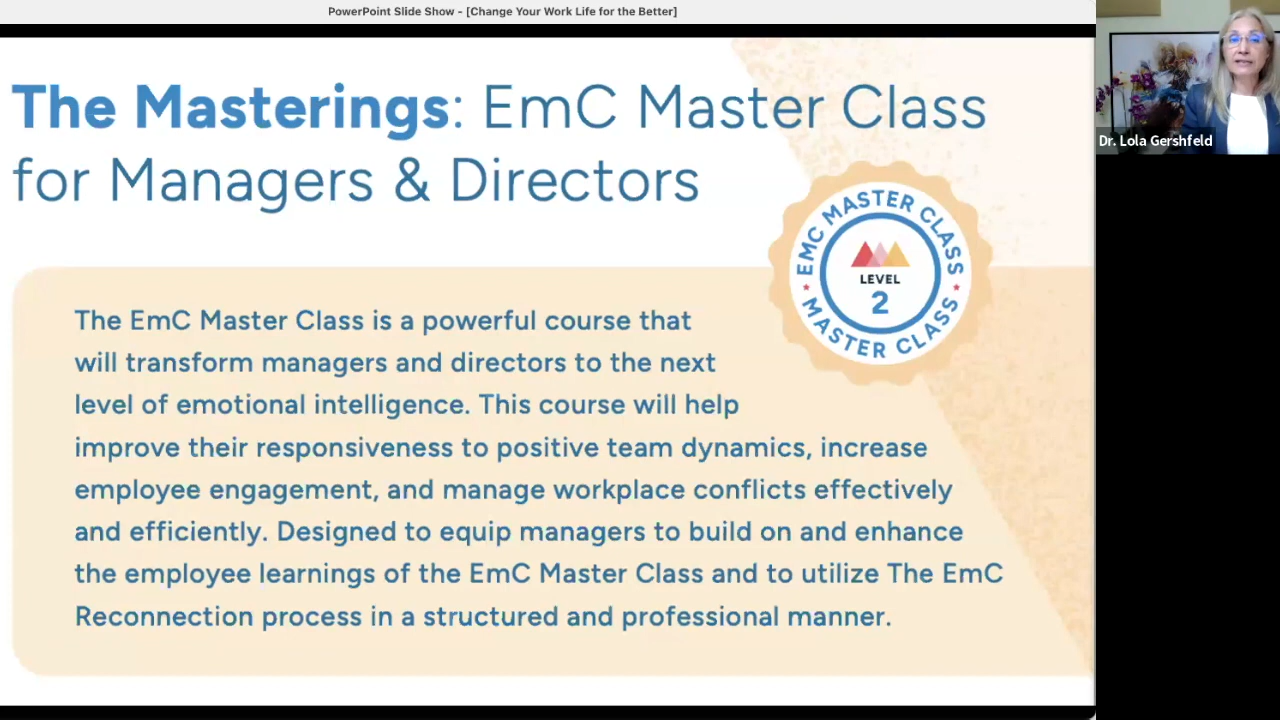 PowerPoint Slide Show - [Change Your Work Life for the Better]
The Masterings: EmC Master Class
for Managers & Directors
EMC MASTER CLASS
LEVEL
2
MASTER CLASS
The EmC Master Class is a powerful course that
will transform managers and directors to the next
level of emotional intelligence. This course will help
improve their responsiveness to positive team dynamics, increase
employee engagement, and manage workplace conflicts effectively
and efficiently. Designed to equip managers to build on and enhance
the employee learnings of the EmC Master Class and to utilize The EmC
Reconnection process in a structured and professional manner.
Dr. Lola Gershfeld